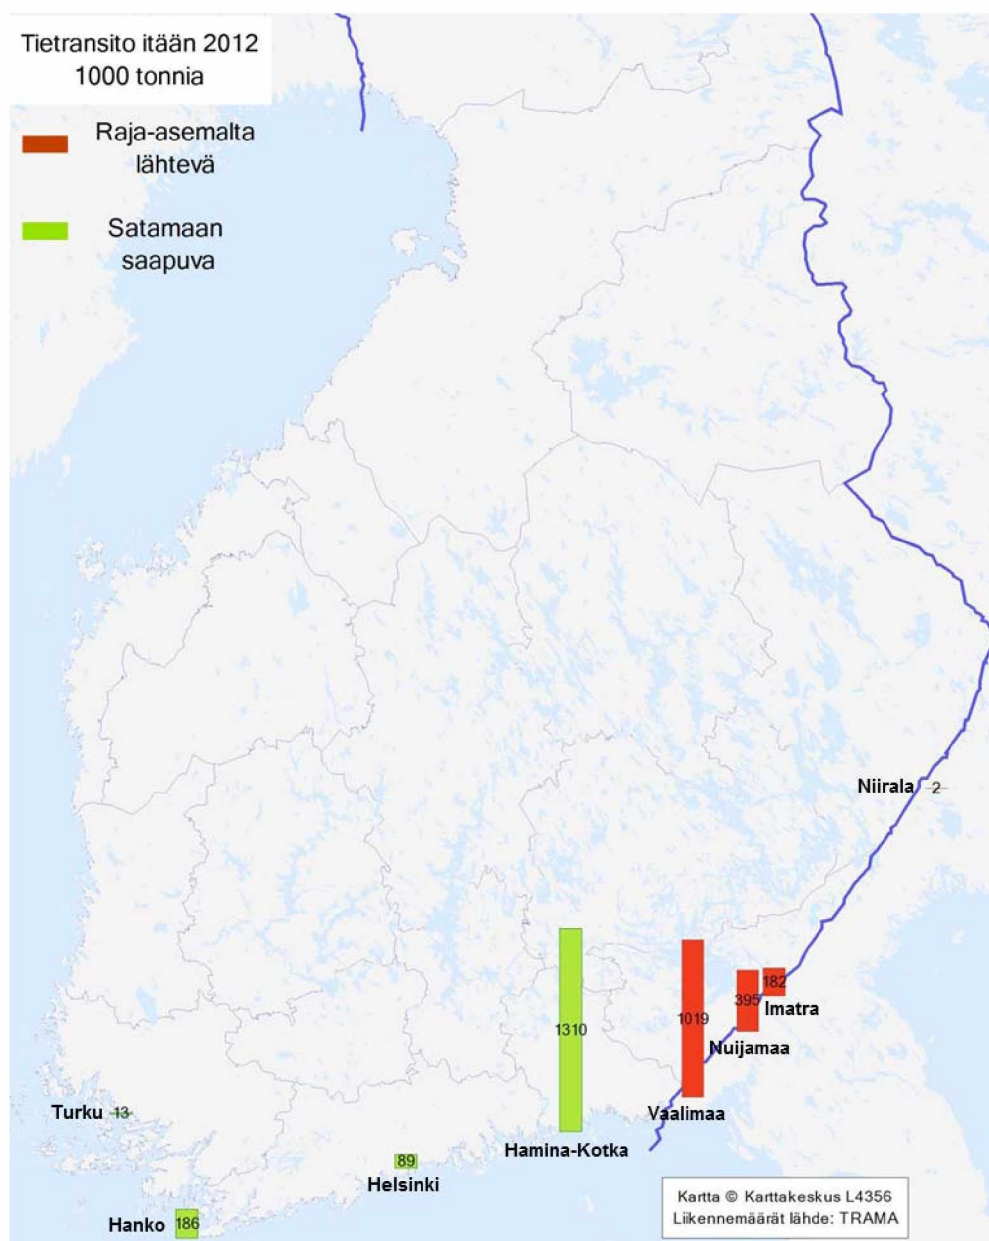 Tietransito itään 2012
1000 tonnia
Raja-asemalta
lähtevä
Satamaan
saapuva
Niirala
2
182
395
Imatra
1310
1019
Nuijamaa
Turku
13
Vaalimaa
Hamina-Kotka
89
Helsinki
Hanko
186
Kartta © Karttakeskus L4356
Liikennemäärät lähde: TRAMA